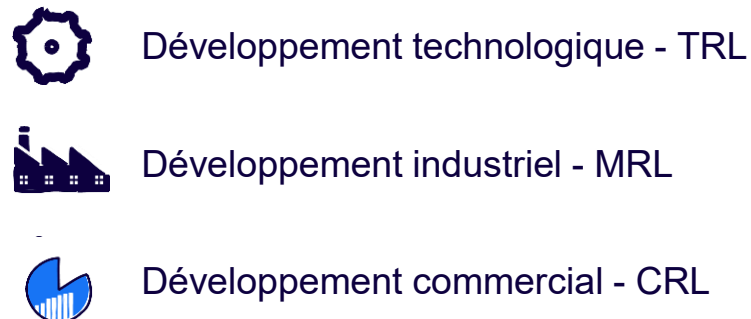 Développement technologique - TRL
Développement industriel - MRL
Développement commercial - CRL